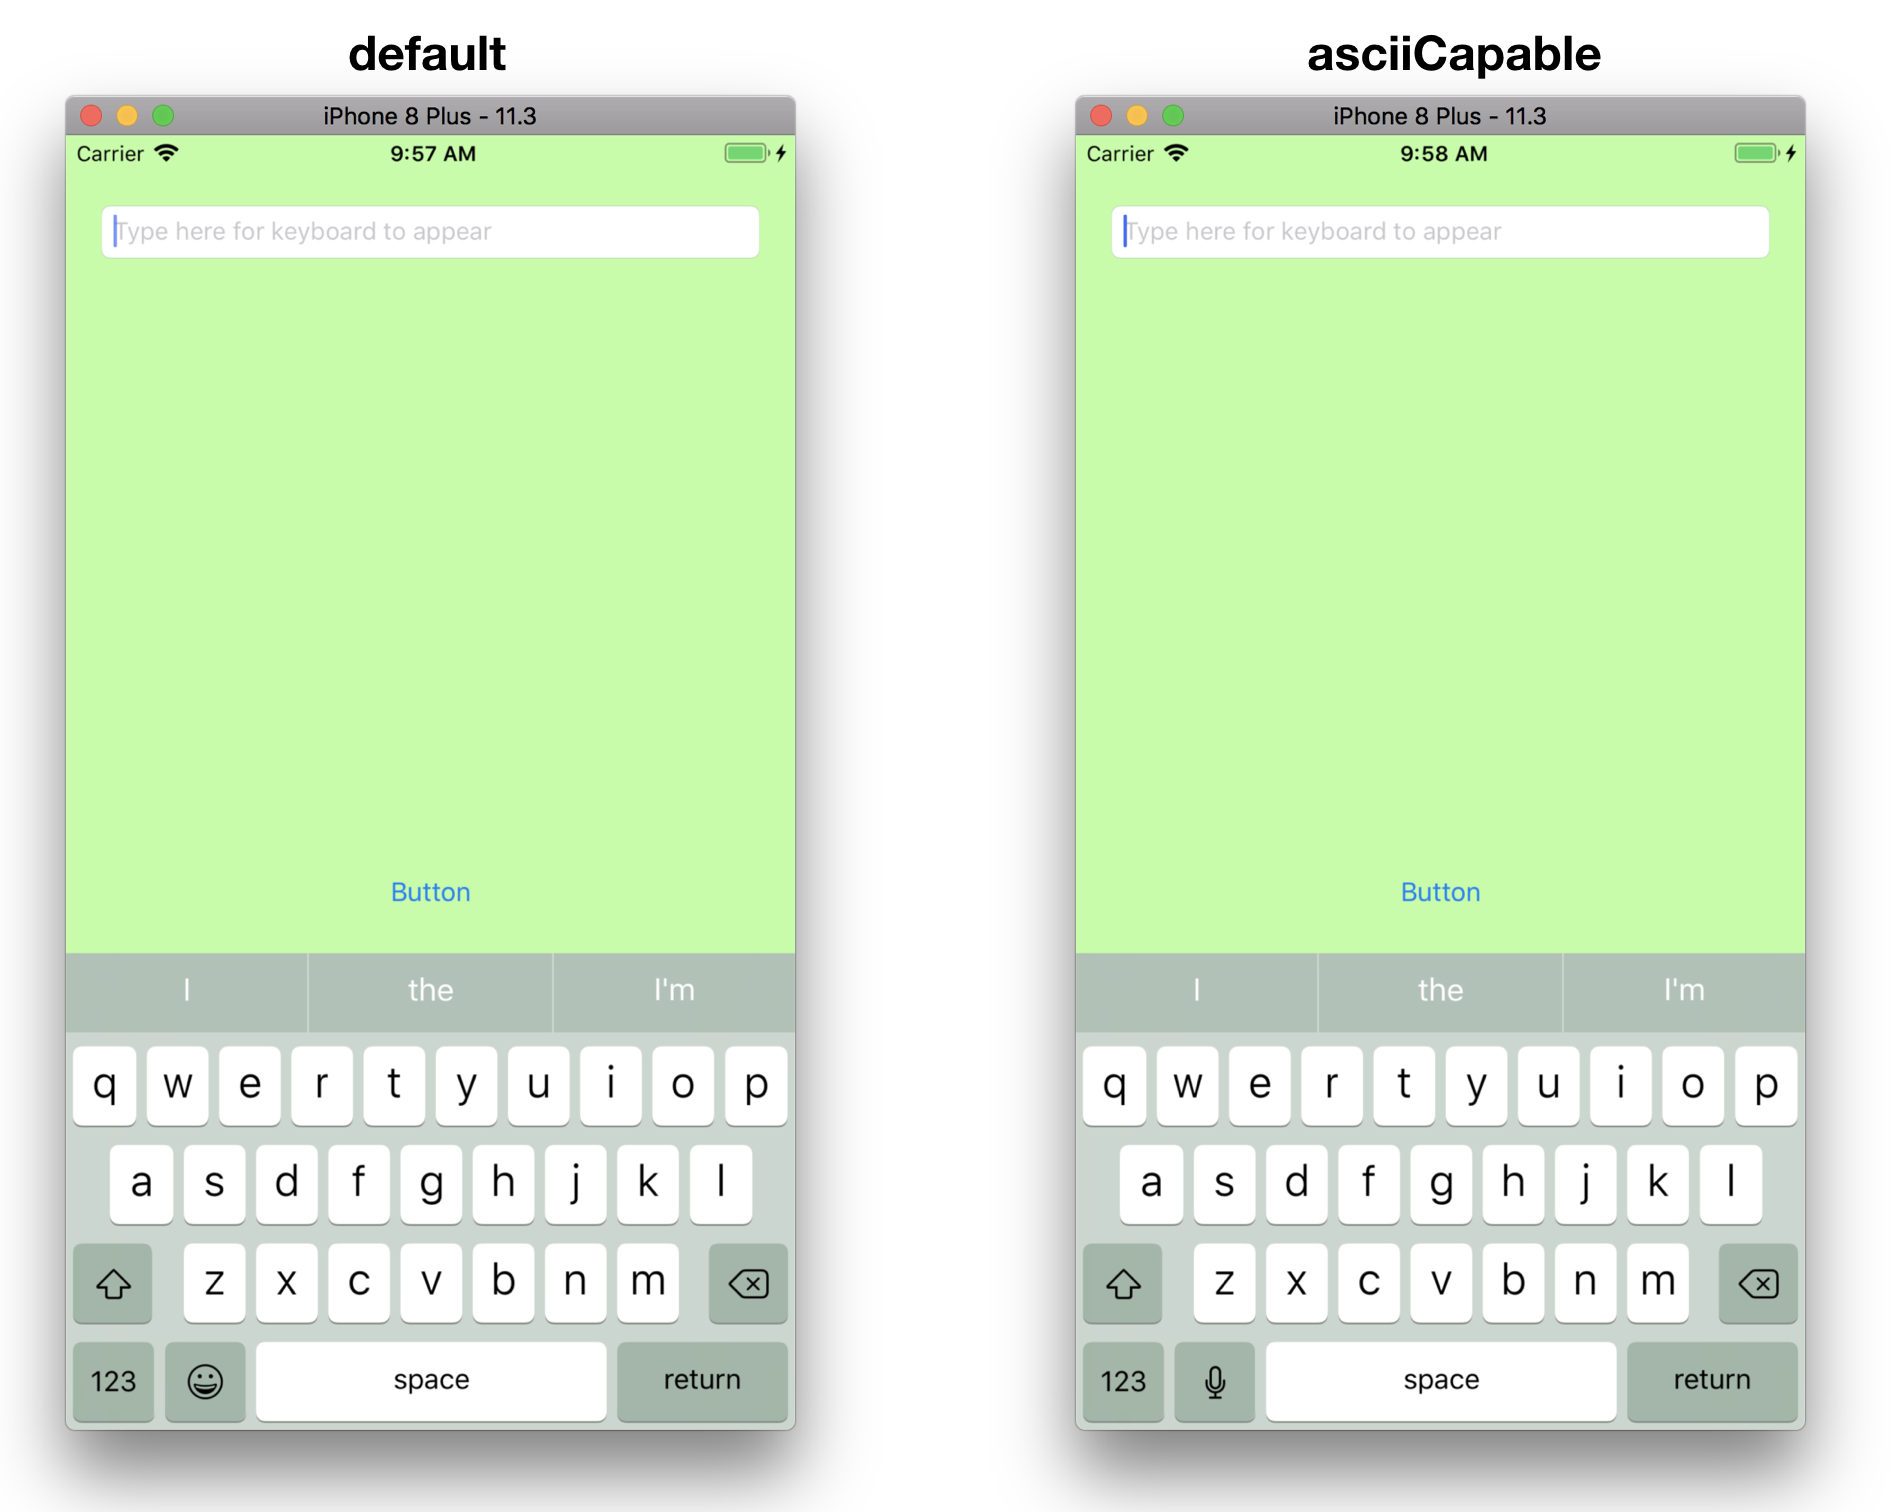 default
iPhone 8 Plus - 11.3
Carrier 9:57 AM
Type here for keyboard to appear
Button
I the I'm
q w e r t y u i o p
a s d f g h j k l
z x c v b n m
123 space return
asciiCapable
iPhone 8 Plus - 11.3
Carrier 9:58 AM
Type here for keyboard to appear
Button
I the I'm
q w e r t y u i o p
a s d f g h j k l
z x c v b n m
123 space return